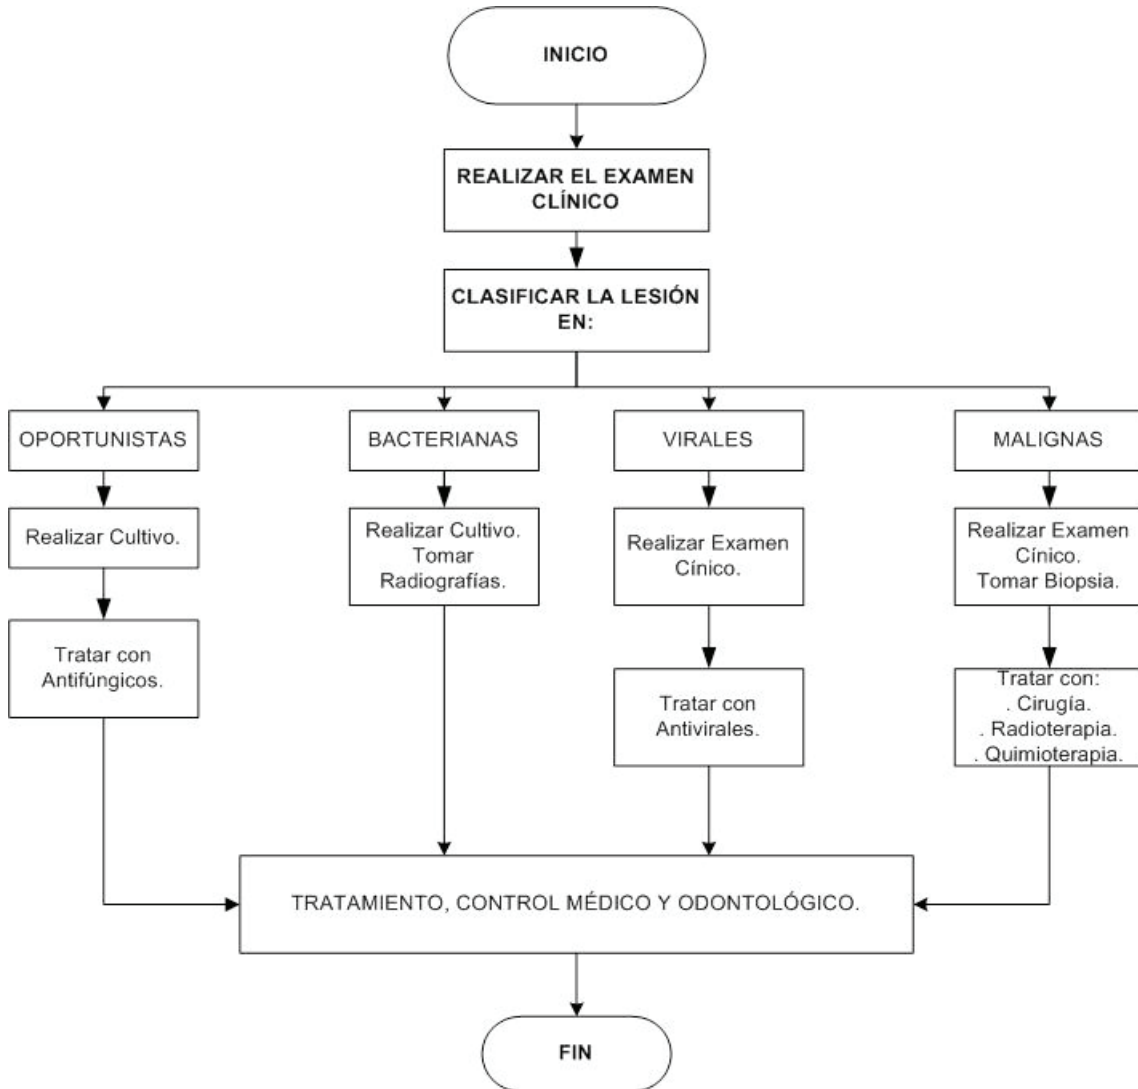 INICIO
REALIZAR EL EXAMEN
CLÍNICO
CLASIFICAR LA LESIÓN
EN:
OPORTUNISTAS
BACTERIANAS
VIRALES
MALIGNAS
Realizar Cultivo.
Realizar Cultivo.
Tomar
Radiografías.
Realizar Examen
Cínico.
Realizar Examen
Cínico.
Tomar Biopsia.
Tratar con
Antifúngicos.
Tratar con
Antivirales.
Tratar con:
. Cirugía.
. Radioterapia.
. Quimioterapia.
TRATAMIENTO, CONTROL MÉDICO Y ODONTOLÓGICO.
FIN